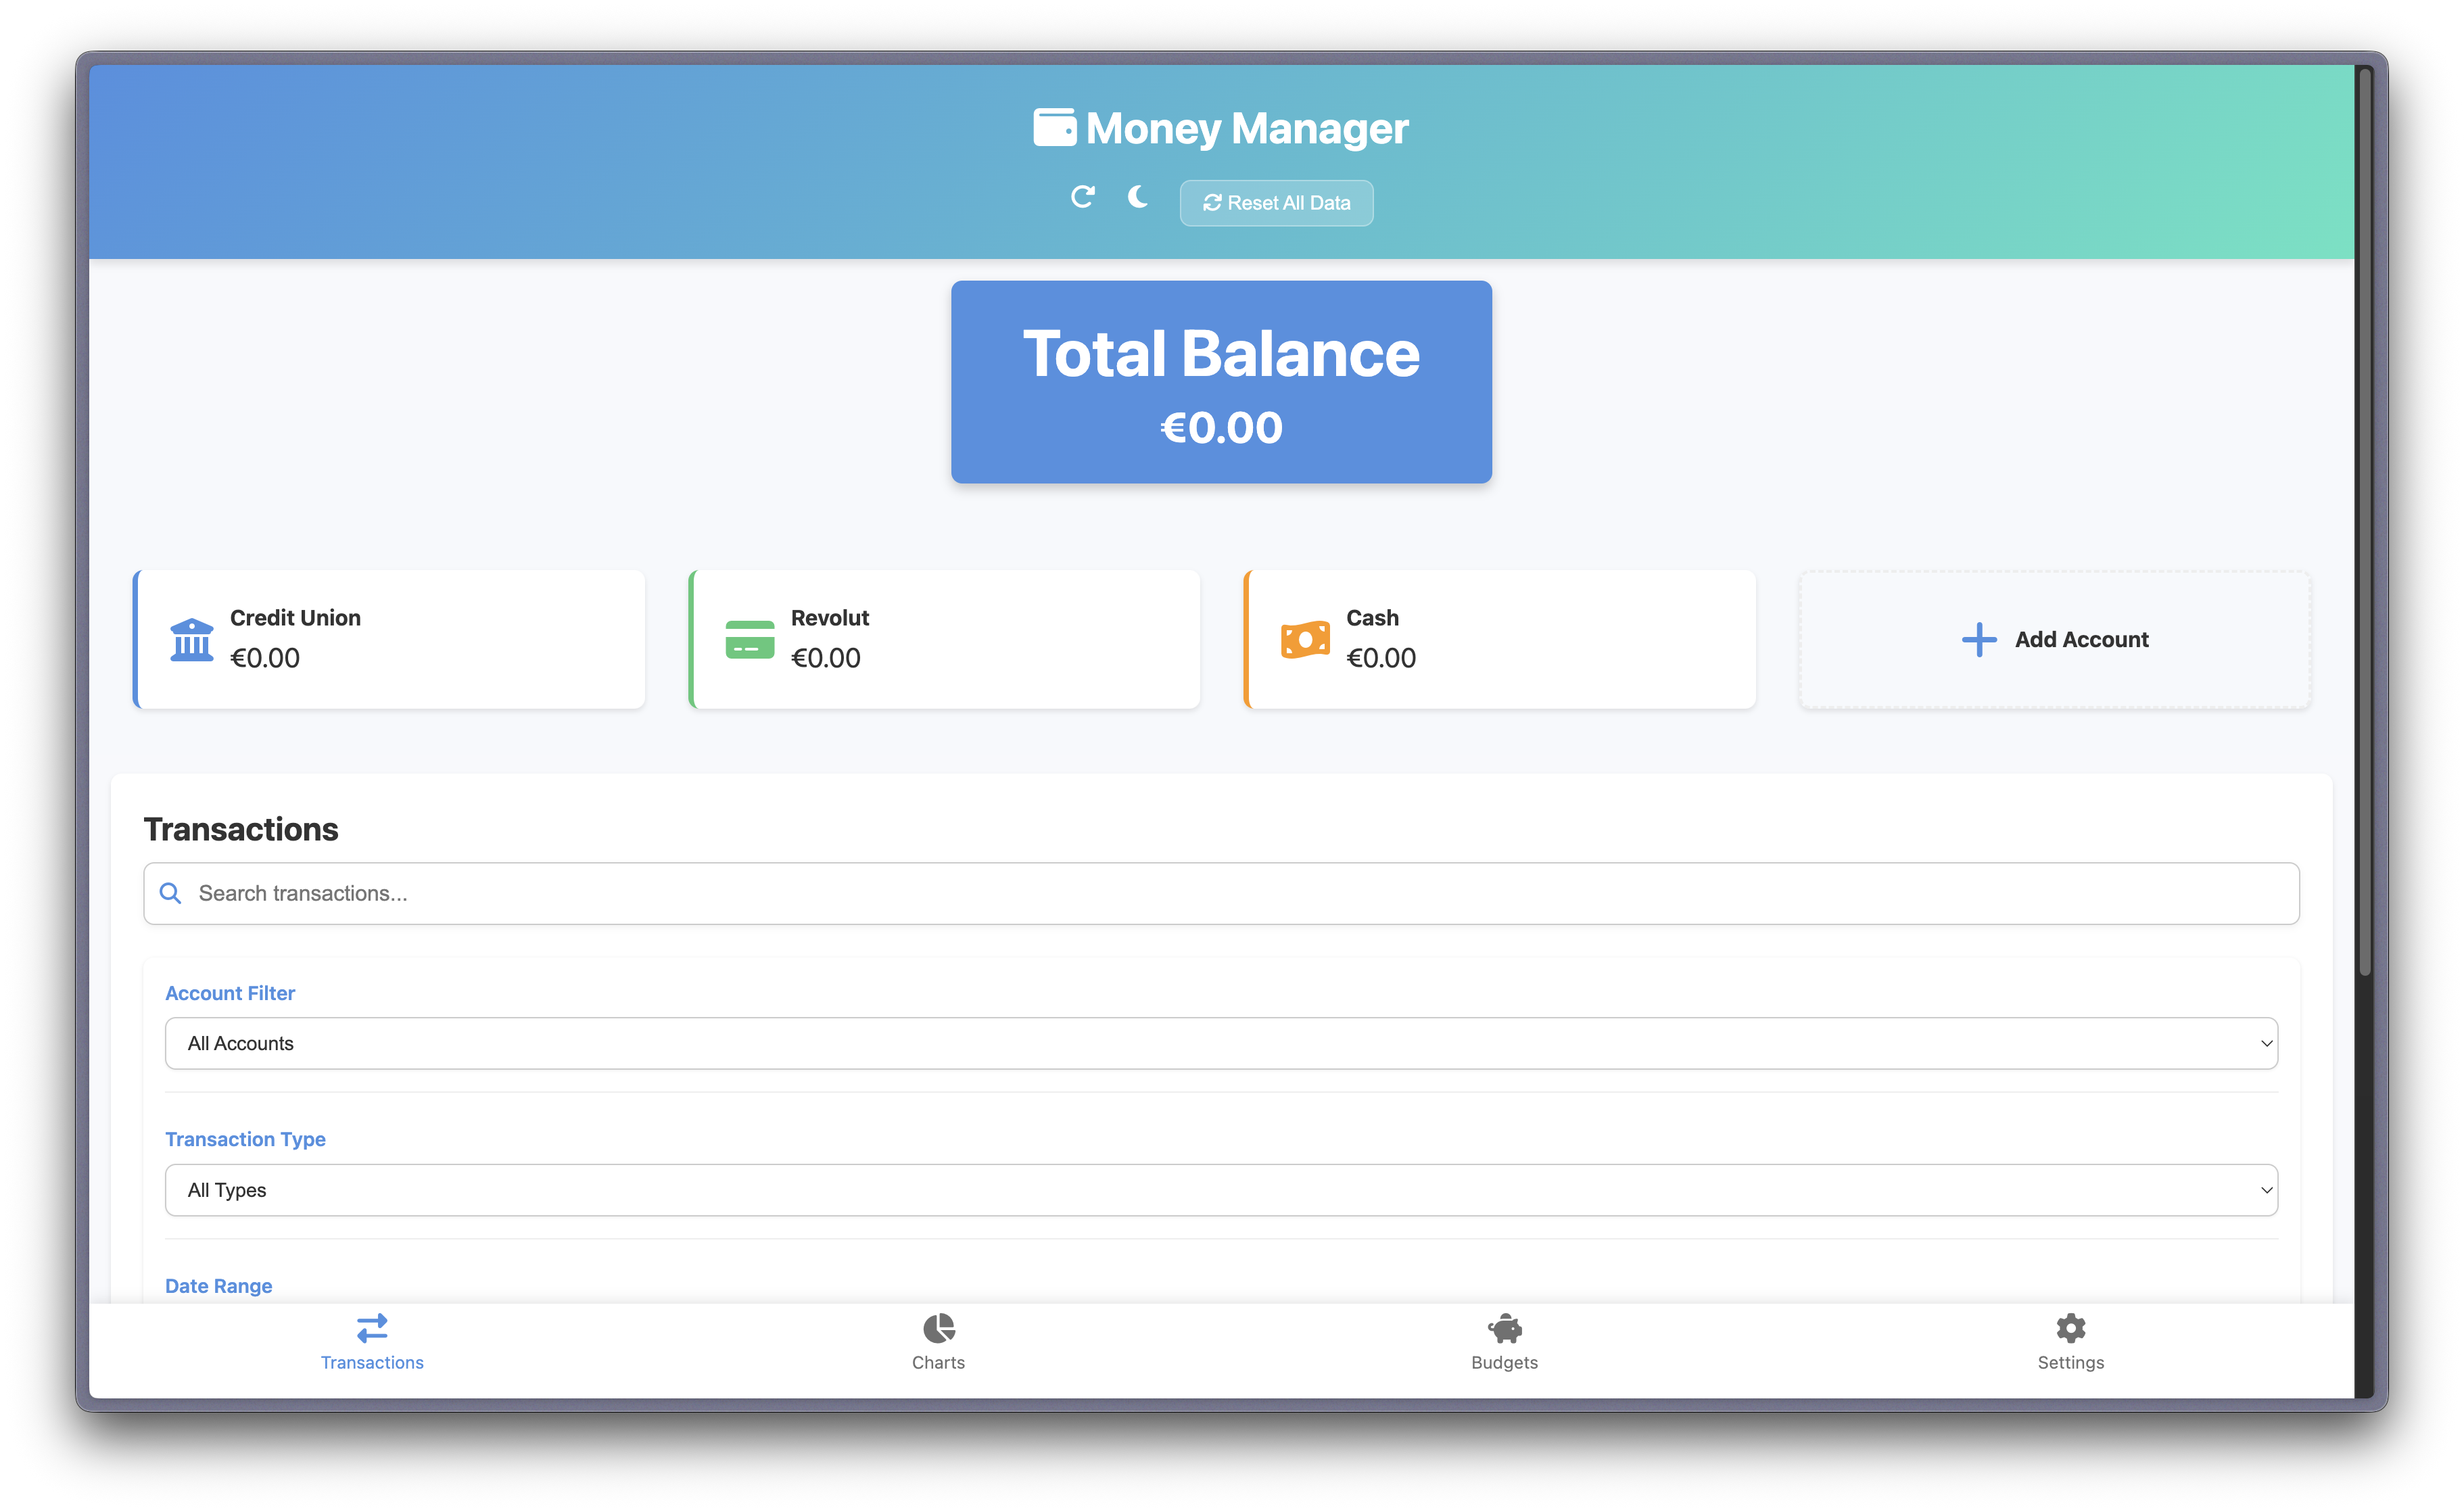 Money Manager
Reset All Data
Total Balance
€0.00
Credit Union
€0.00
Revolut
€0.00
Cash
€0.00
Add Account
Transactions
Search transactions...
Account Filter
All Accounts
Transaction Type
All Types
Date Range
Transactions
Charts
Budgets
Settings